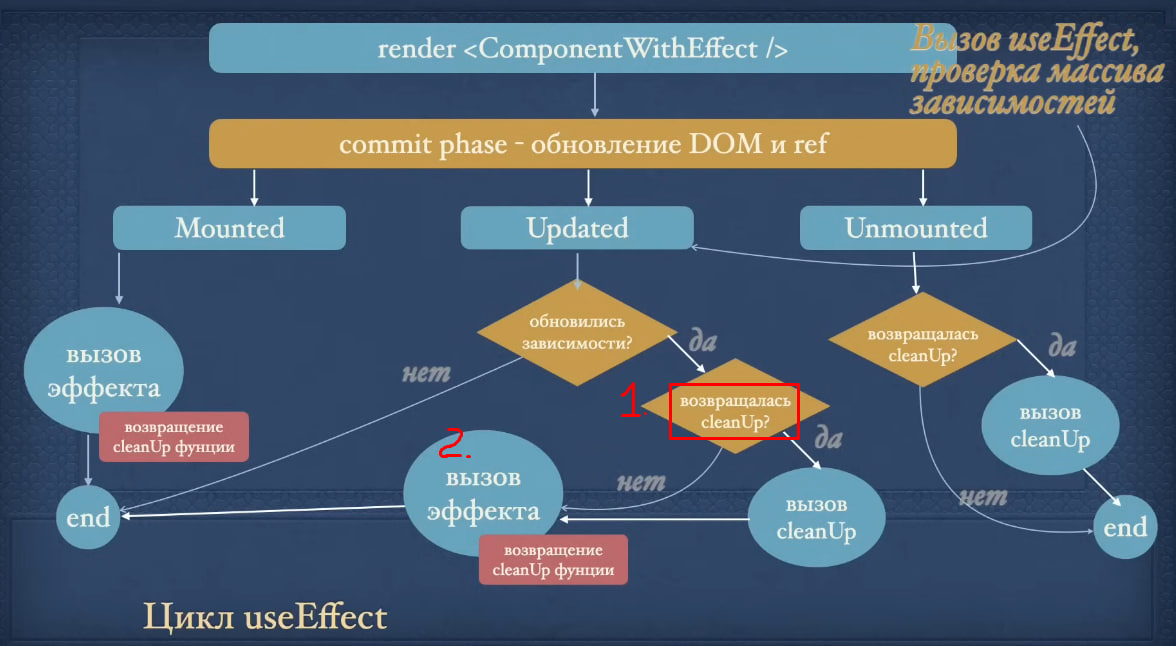 render <ComponentWithEffect />
Вызов useEffect,
проверка массива
зависимостей
commit phase - обновление DOM и ref
Mounted
Updated
Unmounted
вызов
эффекта
возвращение
cleanUp фунции
end
обновились
зависимости?
нет
да
1.
возвращалась
cleanUp?
да
нет
2.
вызов
эффекта
возвращение
cleanUp фунции
вызов
cleanUp
возвращалась
cleanUp?
да
вызов
cleanUp
нет
end
Цикл useEffect